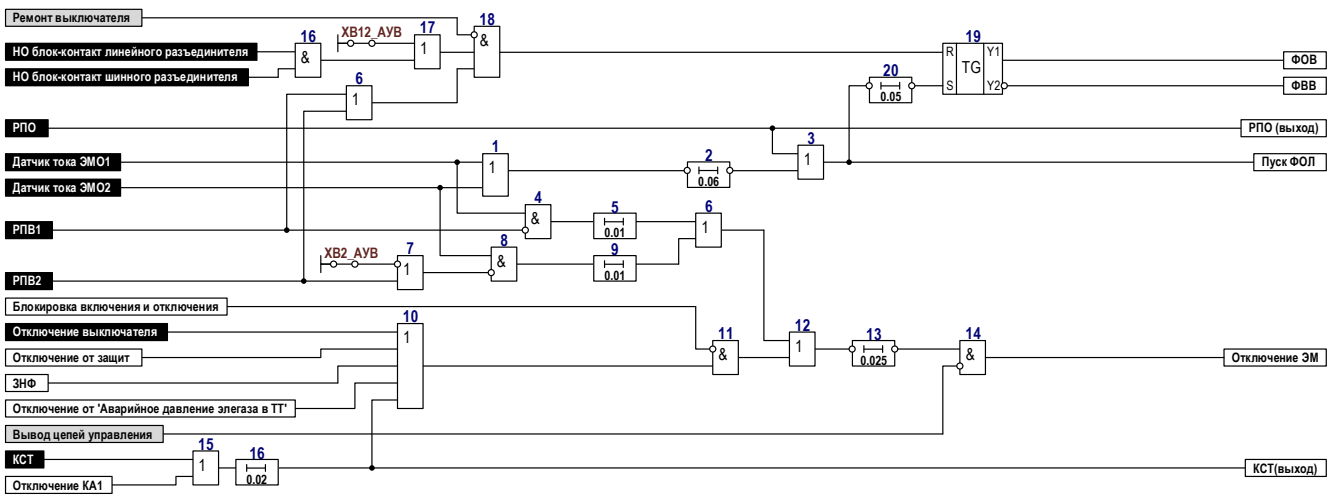 Ремонт выключателя
18
ХВ12_АУВ
17
16
&
1
&
НО блок-контакт линейного разъединителя
НО блок-контакт шинного разъединителя
19
R Y1
TG
S Y2
20
0.05
ФОВ
ФВВ
6
1
РПО
РПО (выход)
3
1
Датчик тока ЭМО1
1
1
2
0.06
Пуск ФОЛ
Датчик тока ЭМО2
4
&
5
0.01
6
1
РПВ1
8
&
9
0.01
ХВ2_АУВ
7
1
РПВ2
Блокировка включения и отключения
10
1
Отключение выключателя
11
&
12
1
13
0.025
14
&
Отключение от защит
Отключение ЭМ
ЗНФ
Отключение от 'Аварийное давление элегаза в ТТ'
Вывод цепей управления
15
1
16
0.02
КСТ
КСТ(выход)
Отключение КА1